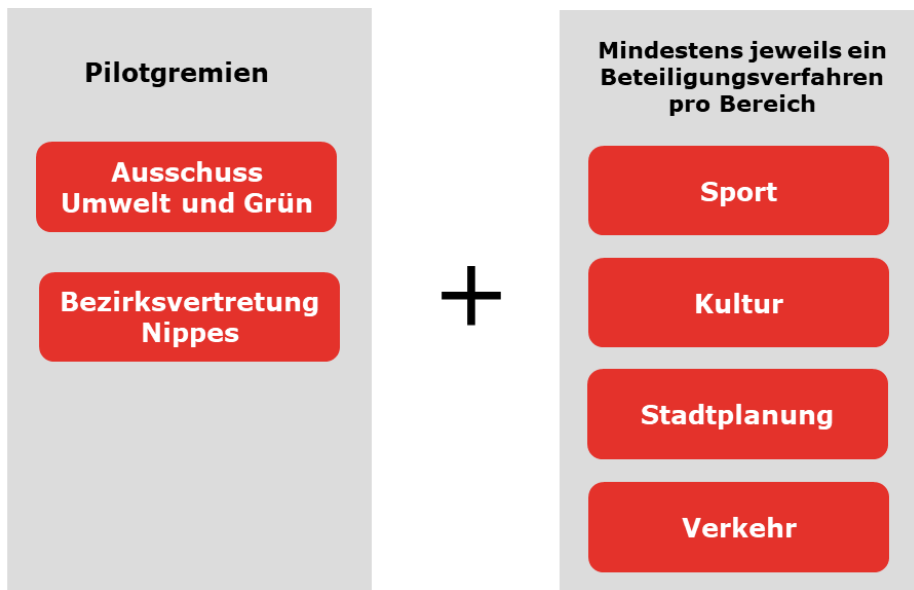 Pilotgremien
Ausschuss
Umwelt und Grün
Bezirksvertretung
Nippes
+
Mindestens jeweils ein
Beteiligungsverfahren
pro Bereich
Sport
Kultur
Stadtplanung
Verkehr